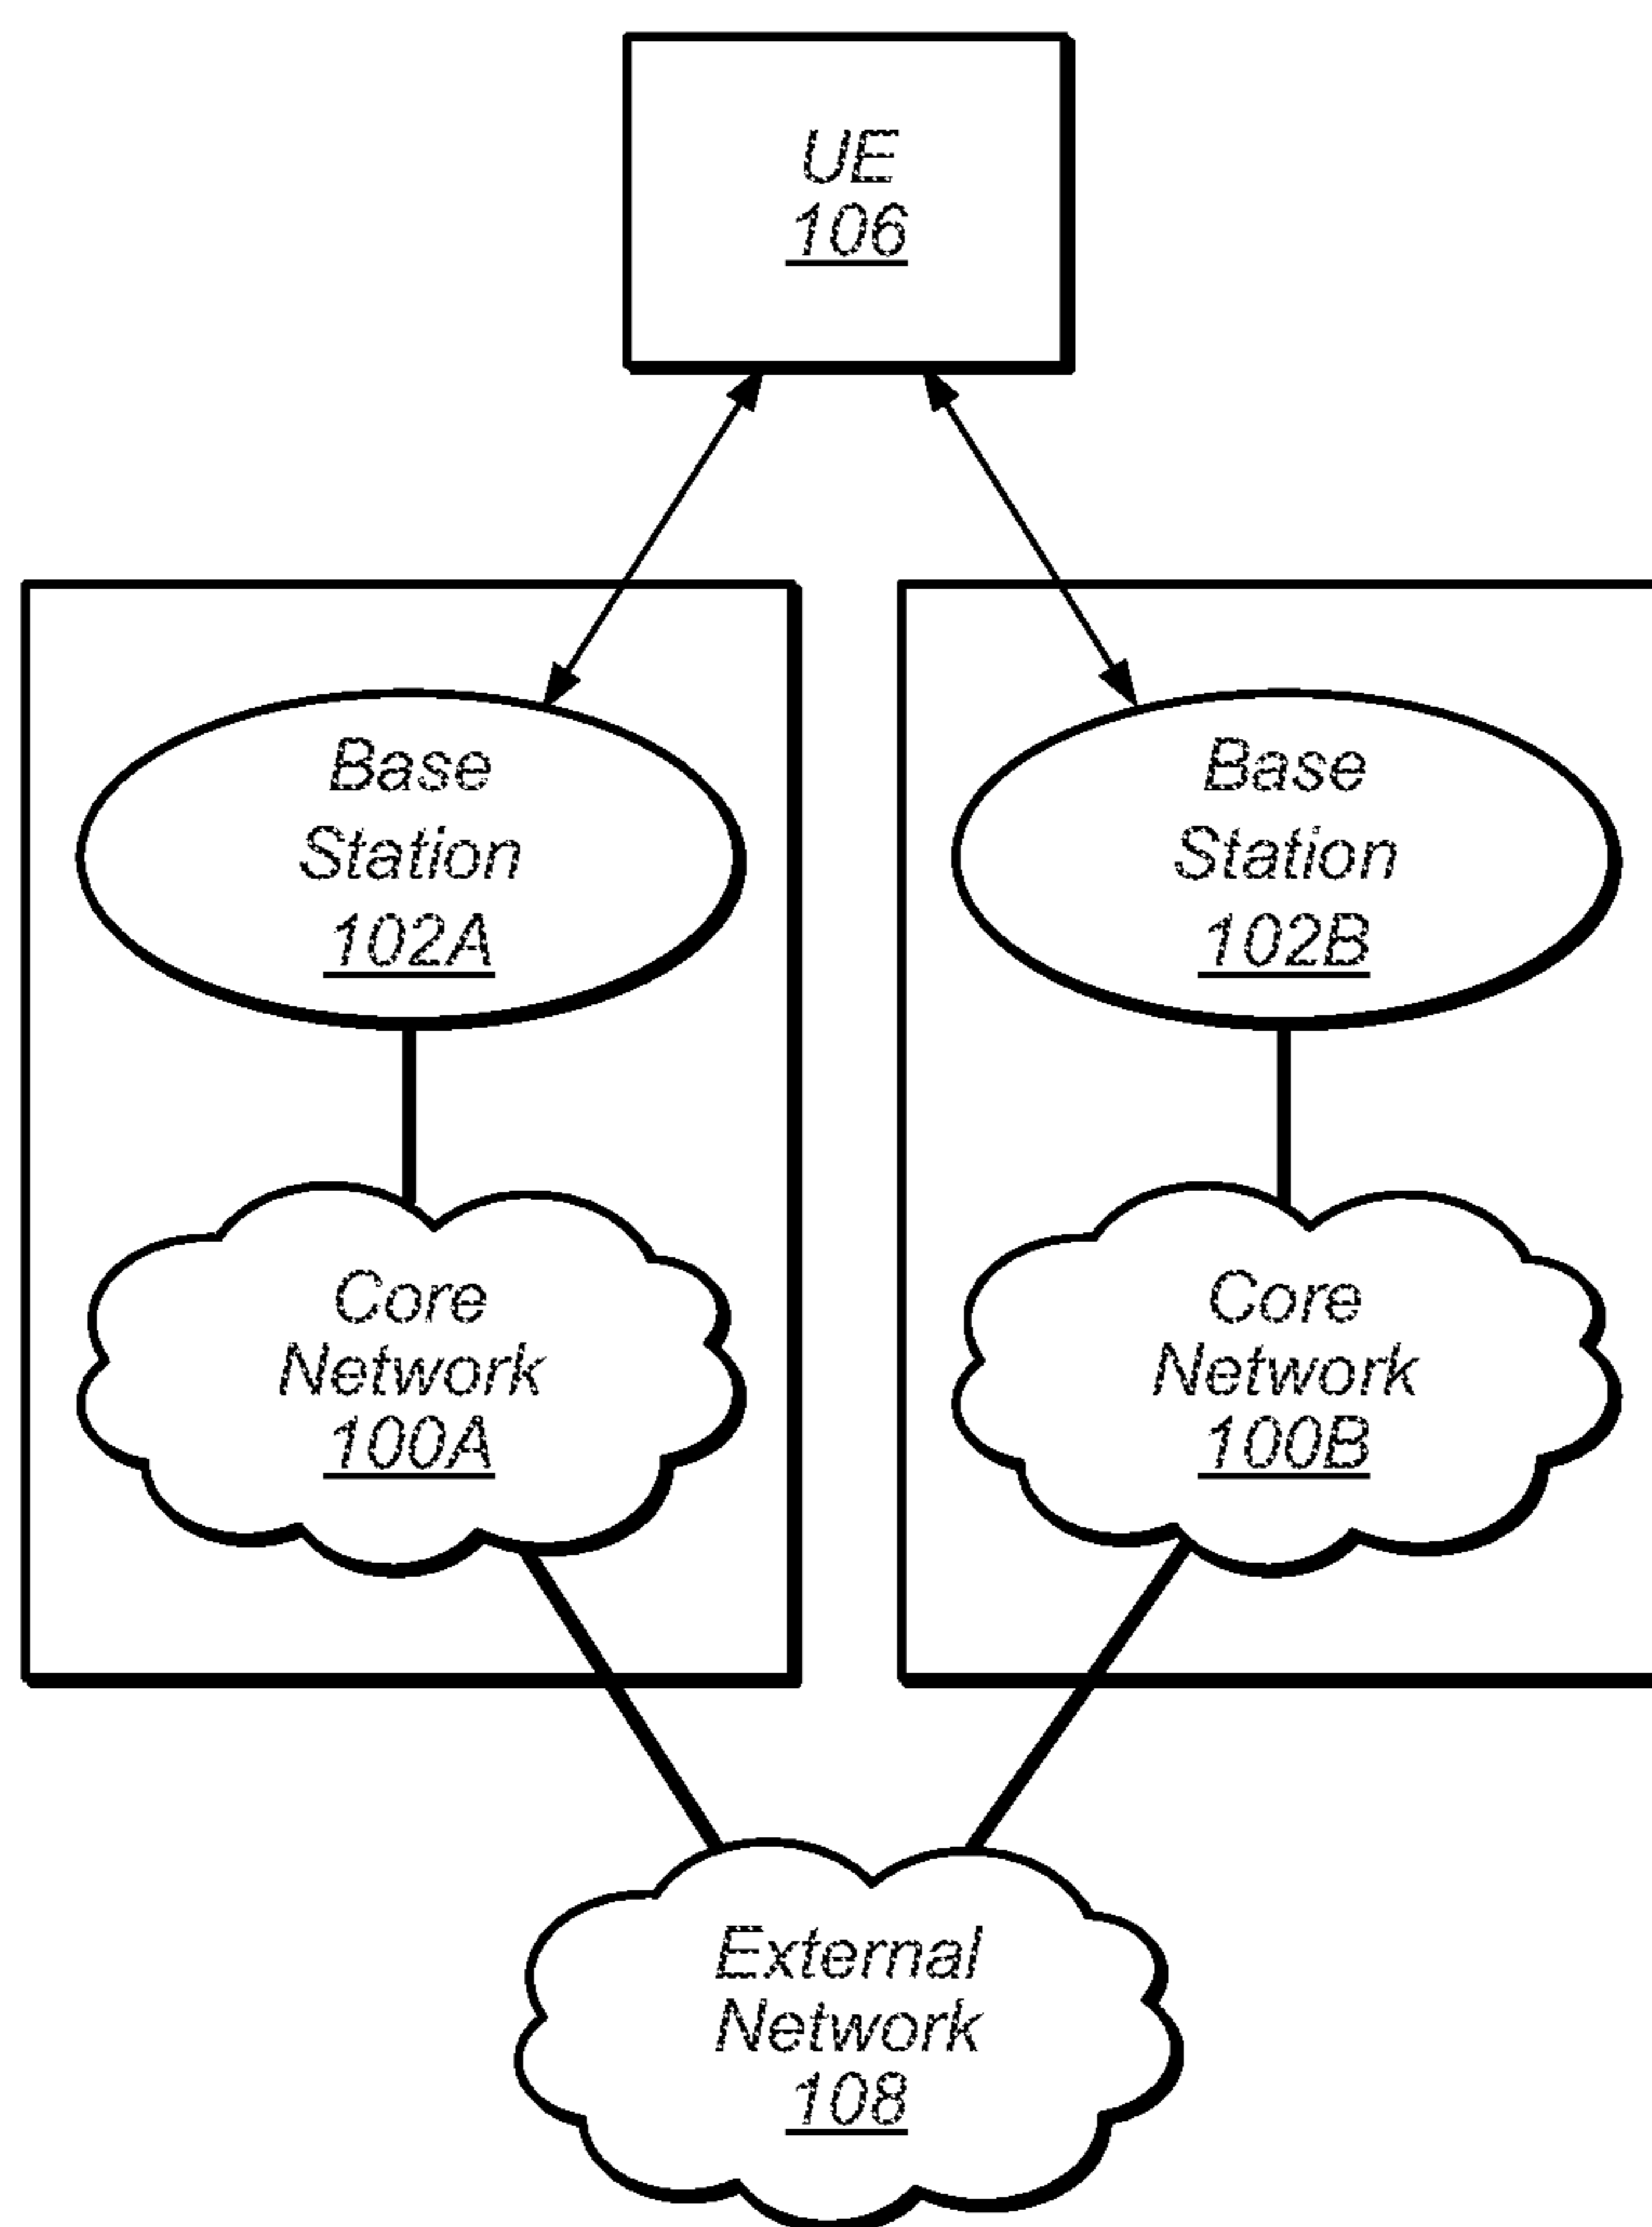 UE
106
Base
Station
102A
Base
Station
102B
Core
Network
100A
Core
Network
100B
External
Network
108